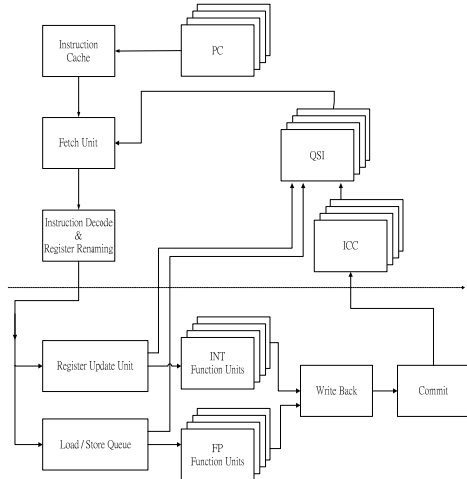 Instruction
Cache
PC
Fetch Unit
QSI
Instruction Decode
&
Register Renaming
ICC
Register Update Unit
INT
Function Units
Write Back
Commit
Load / Store Queue
FP
Function Units